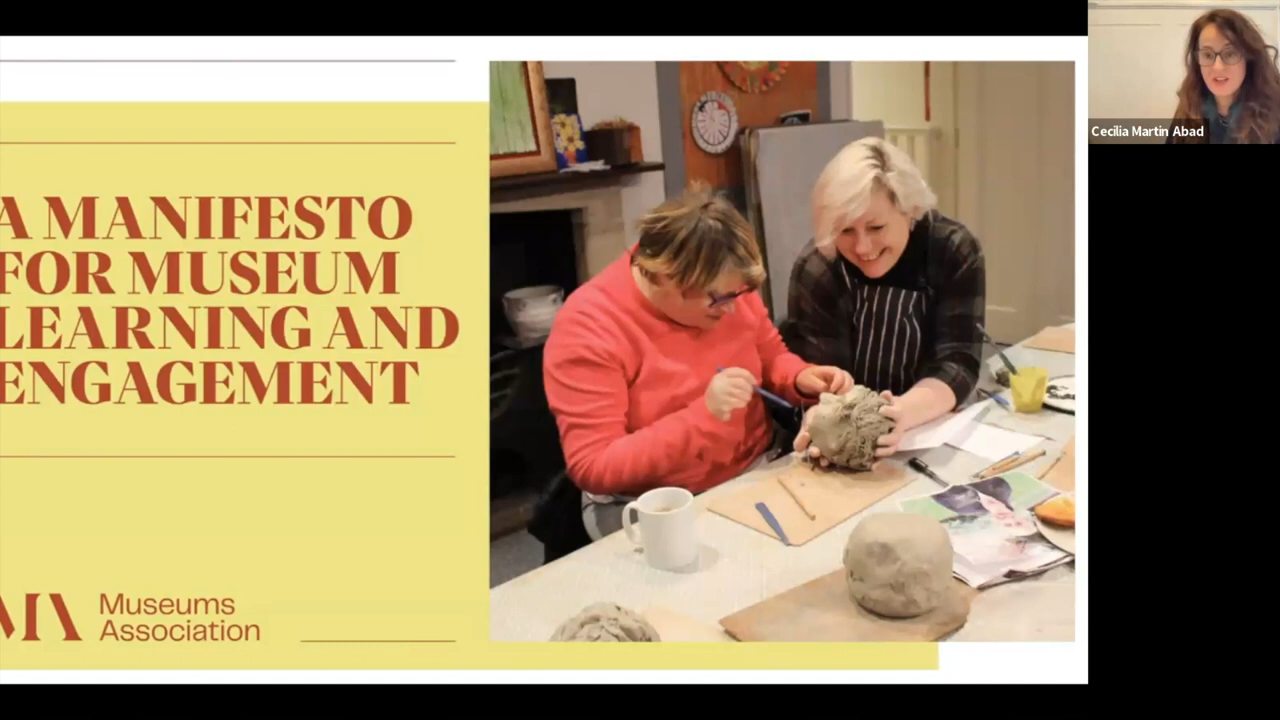 A MANIFESTO
FOR MUSEUM
LEARNING AND
ENGAGEMENT
MA Museums
Association
Cecilia Martin Abad